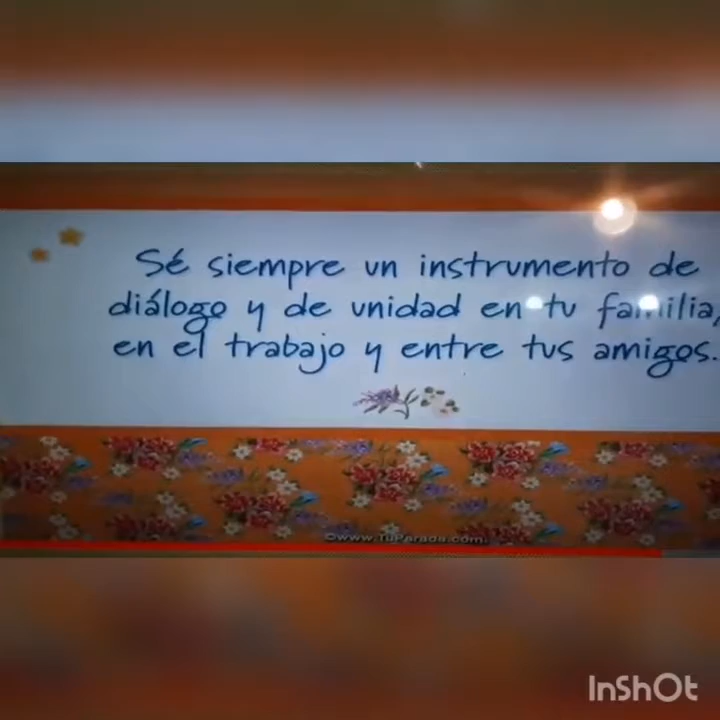 Sé siempre un instrumento de
diálogo y de unidad en tu familia,
en el trabajo y entre tus amigos.
©www.TuParada.com
InShOt